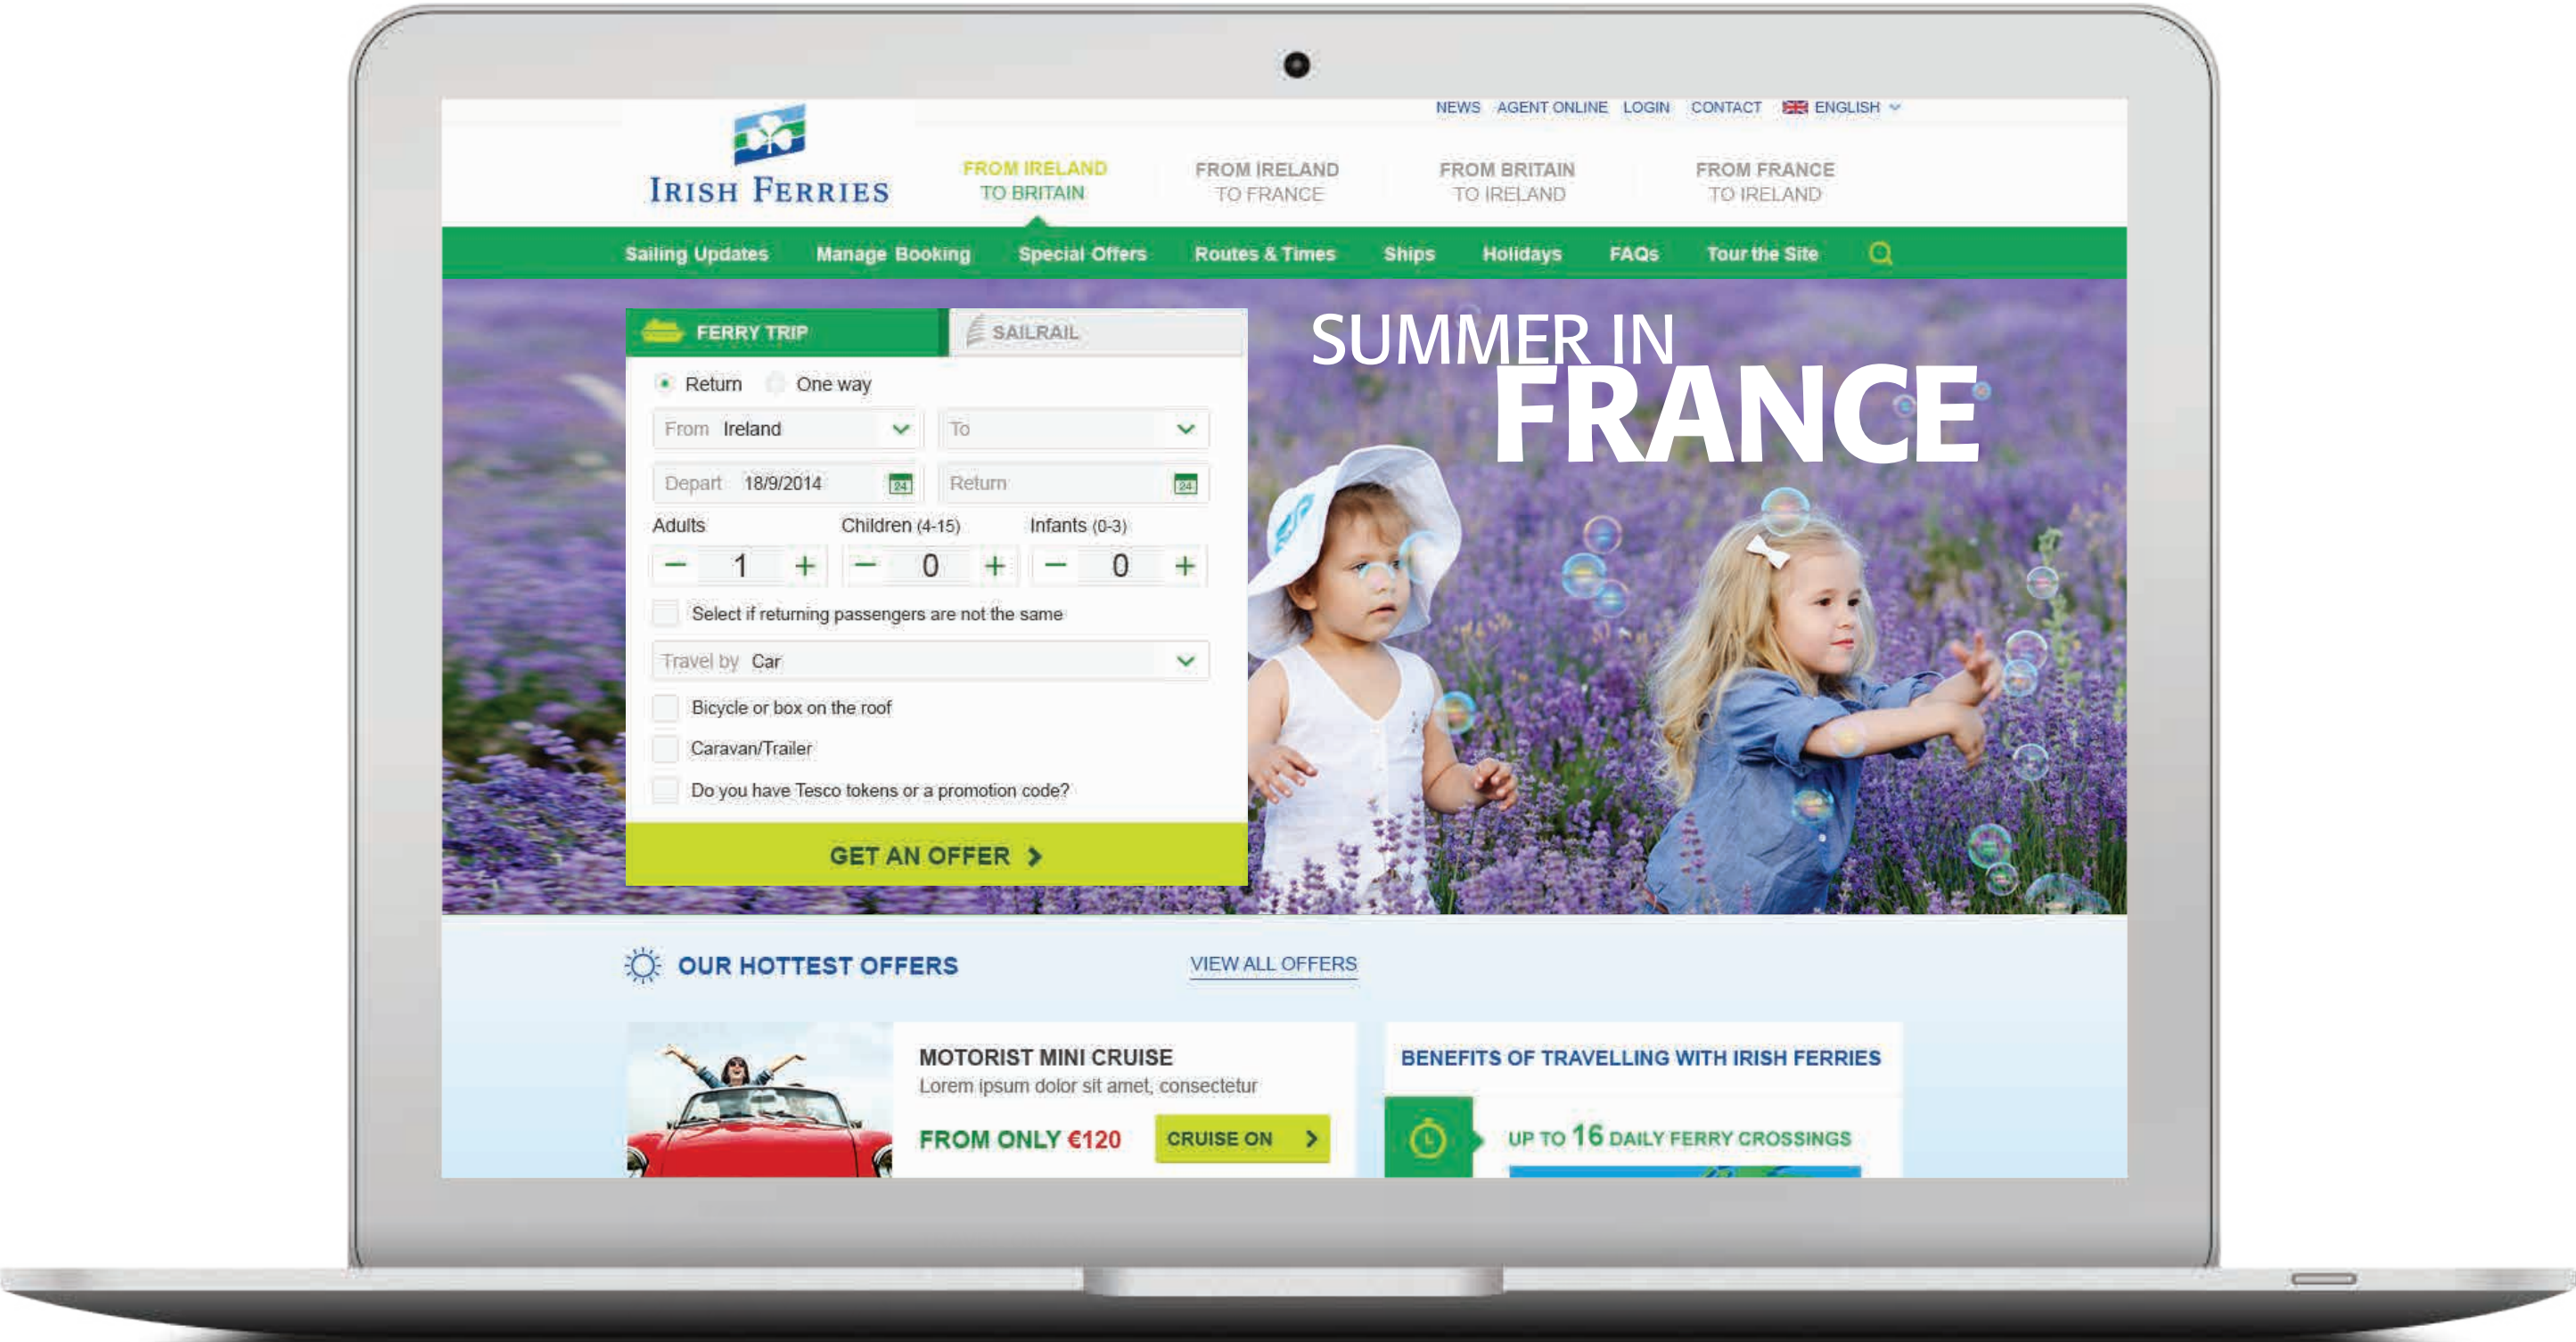 NEWS AGENT ONLINE LOGIN CONTACT ENGLISH
IRISH FERRIES
FROM IRELAND
TO BRITAIN
FROM IRELAND
TO FRANCE
FROM BRITAIN
TO IRELAND
FROM FRANCE
TO IRELAND
Sailing Updates Manage Booking Special Offers Routes & Times Ships Holidays FAQs Tour the Site
FERRY TRIP SAILRAIL
Return One way
From Ireland To
Depart 18/9/2014 24 Return 24
Adults Children (4-15) Infants (0-3)
− 1 + − 0 + − 0 +
Select if returning passengers are not the same
Travel by Car
Bicycle or box on the roof
Caravan/Trailer
Do you have Tesco tokens or a promotion code?
GET AN OFFER
SUMMER IN
FRANCE
OUR HOTTEST OFFERS VIEW ALL OFFERS
MOTORIST MINI CRUISE
Lorem ipsum dolor sit amet, consectetur
FROM ONLY €120 CRUISE ON
BENEFITS OF TRAVELLING WITH IRISH FERRIES
UP TO 16 DAILY FERRY CROSSINGS